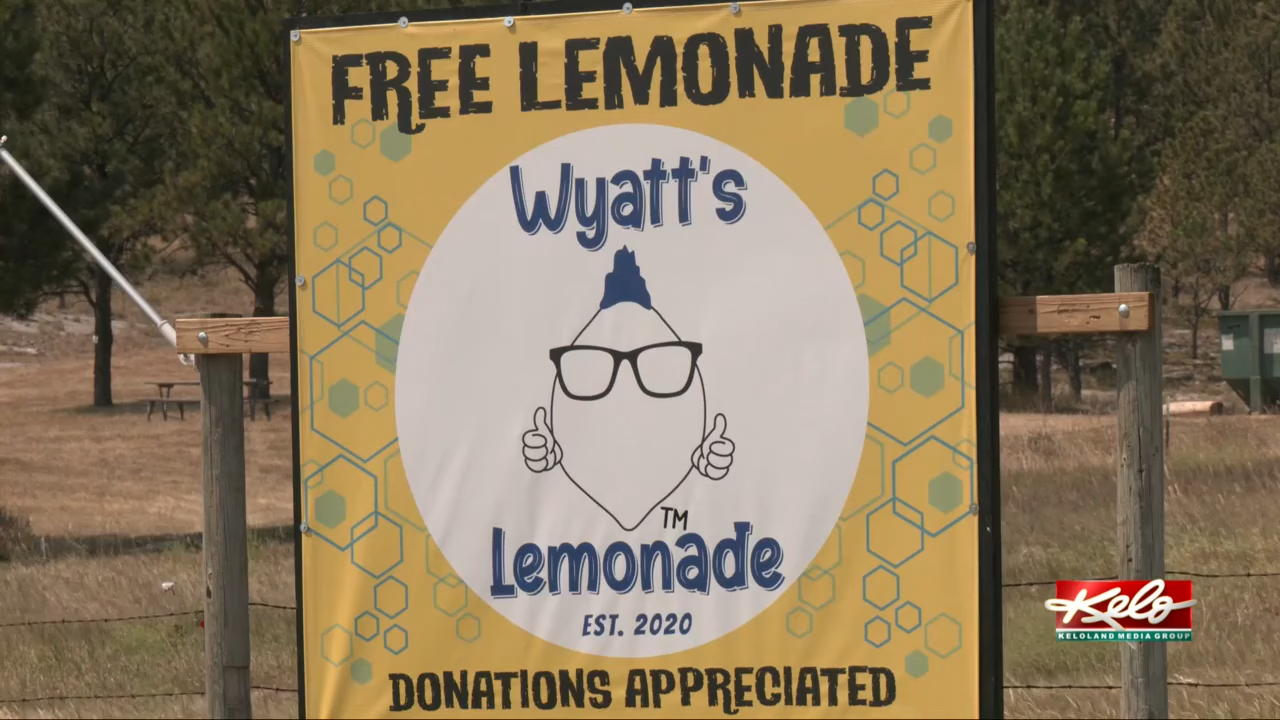 FREE LEMONADE
Wyatt's
TM
Lemonade
EST. 2020
DONATIONS APPRECIATED
Kelo
KELOLAND MEDIA GROUP